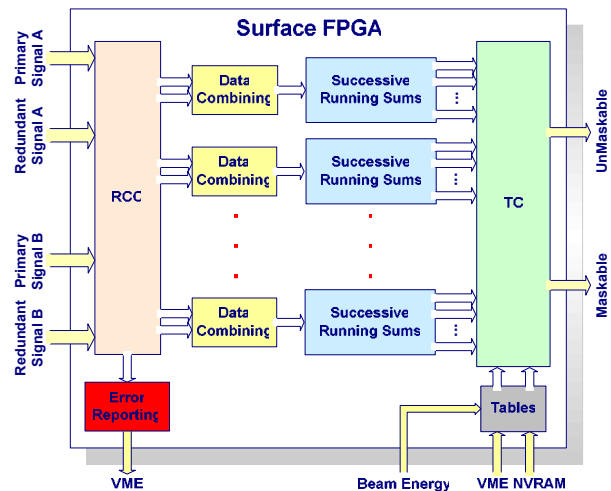 Surface FPGA
Primary
Signal A
Redundant
Signal A
Primary
Signal B
Redundant
Signal B
RCC
Data
Combining
Successive
Running Sums
...
Data
Combining
Successive
Running Sums
...
Data
Combining
Successive
Running Sums
...
TC
UnMaskable
Maskable
Error
Reporting
Tables
VME
Beam Energy
VME
NVRAM